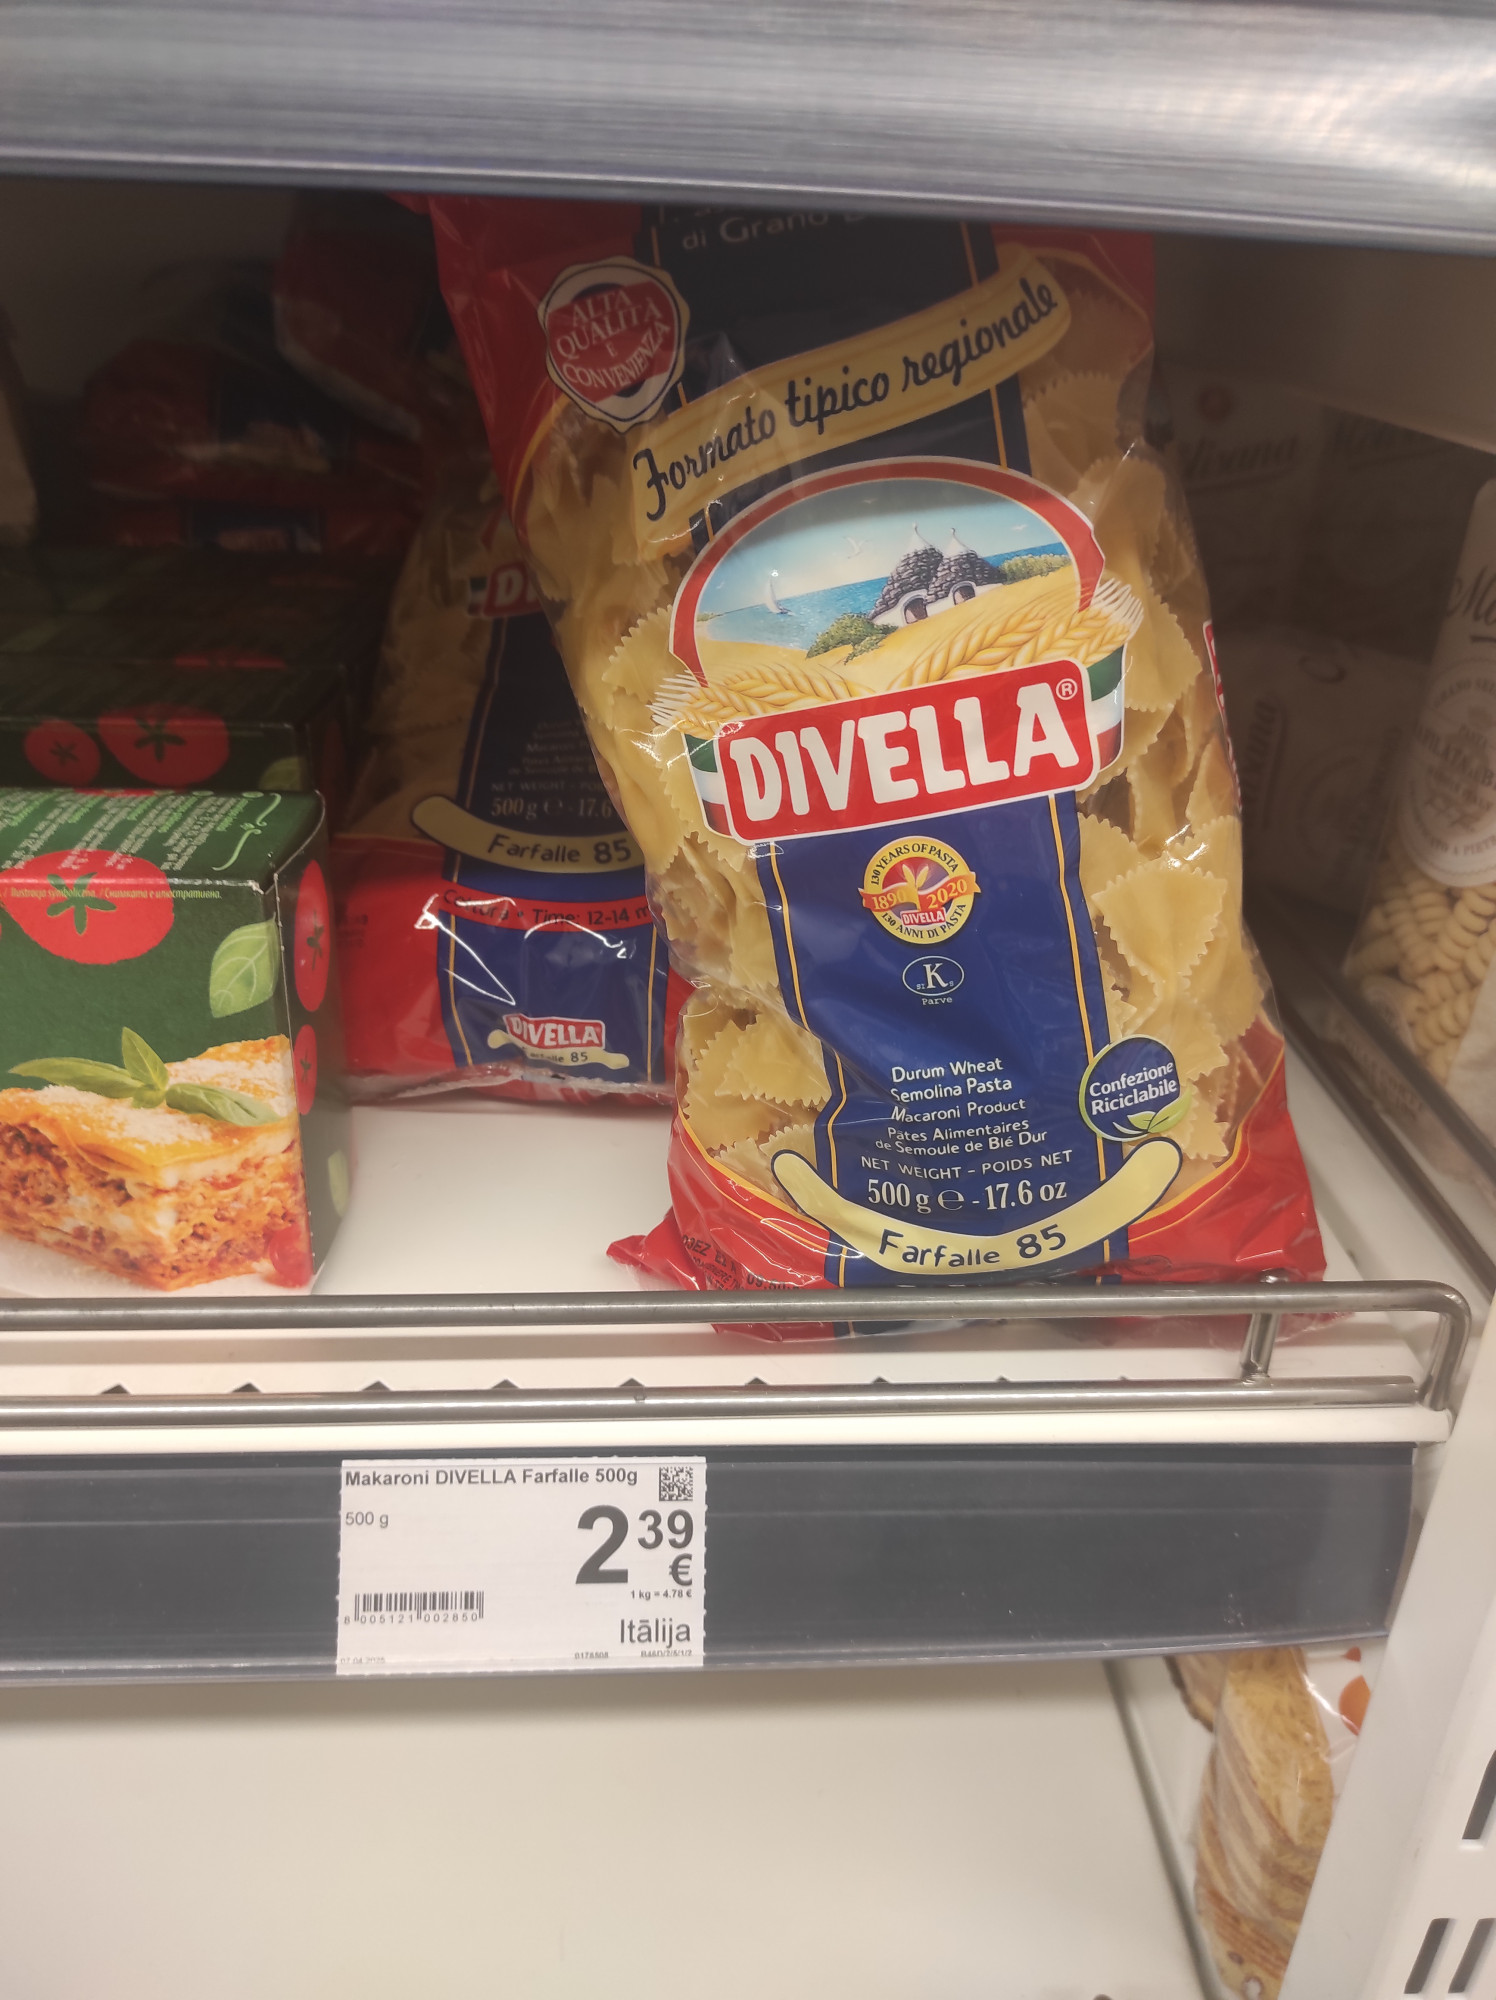 di Grano
ALTA
QUALITÀ
E
CONVENIENZA
Formato tipico regionale
DIVELLA®
130 YEARS OF PASTA
1890 2020
DIVELLA
130 ANNI DI PASTA
K
Parve
Durum Wheat
Semolina Pasta
Macaroni Product
Pâtes Alimentaires
de Semoule de Blé Dur
NET WEIGHT - POIDS NET
500 g e - 17.6 oz
Farfalle 85
Confezione
Riciclabile
500 g e - 17.6
Farfalle 85
Time: 12-14
DIVELLA
85
Makaroni DIVELLA Farfalle 500g
500 g
2 39
€
1 kg = 4.78 €
8 005121 002850
Itālija